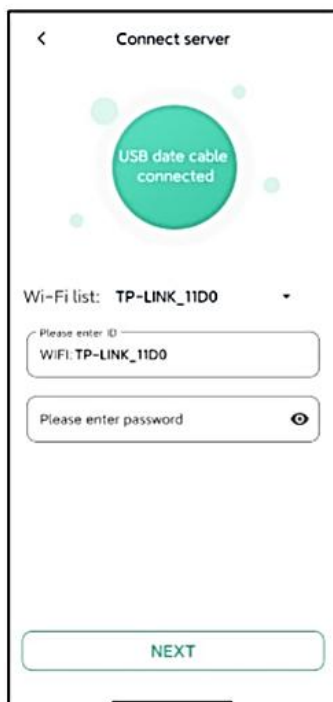 Connect server
USB date cable
connected
Wi-Fi list: TP-LINK_11D0
Please enter ID
WIFI: TP-LINK_11D0
Please enter password
NEXT